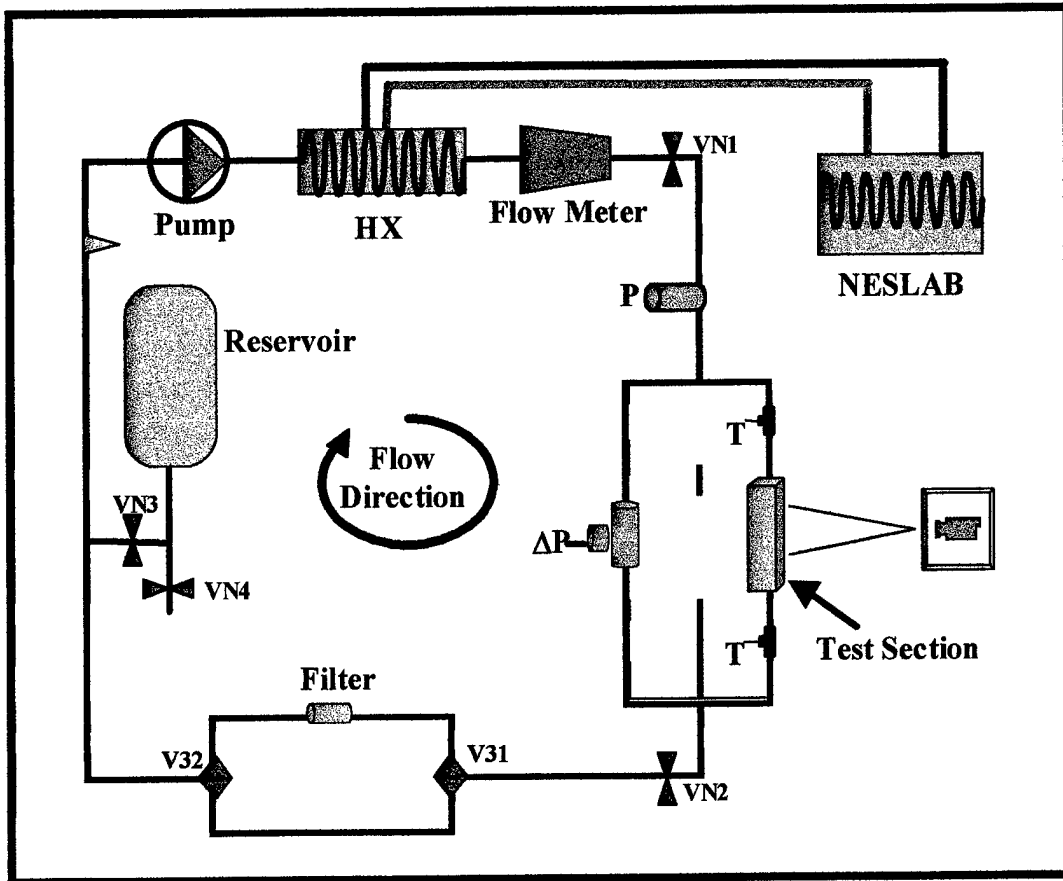 VN1
Pump
HX
Flow Meter
NESLAB
P
Reservoir
T
Flow
Direction
VN3
ΔP
VN4
T
Test Section
Filter
V32
V31
VN2